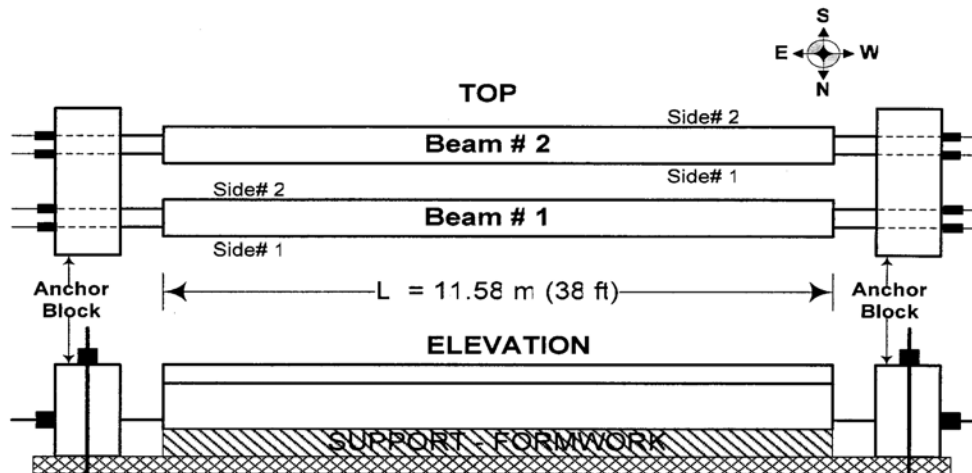 S
E W
N
TOP
Side# 2
Beam # 2
Side# 1
Side# 2
Beam # 1
Side# 1
Anchor
Block
L = 11.58 m (38 ft)
Anchor
Block
ELEVATION
SUPPORT - FORMWORK